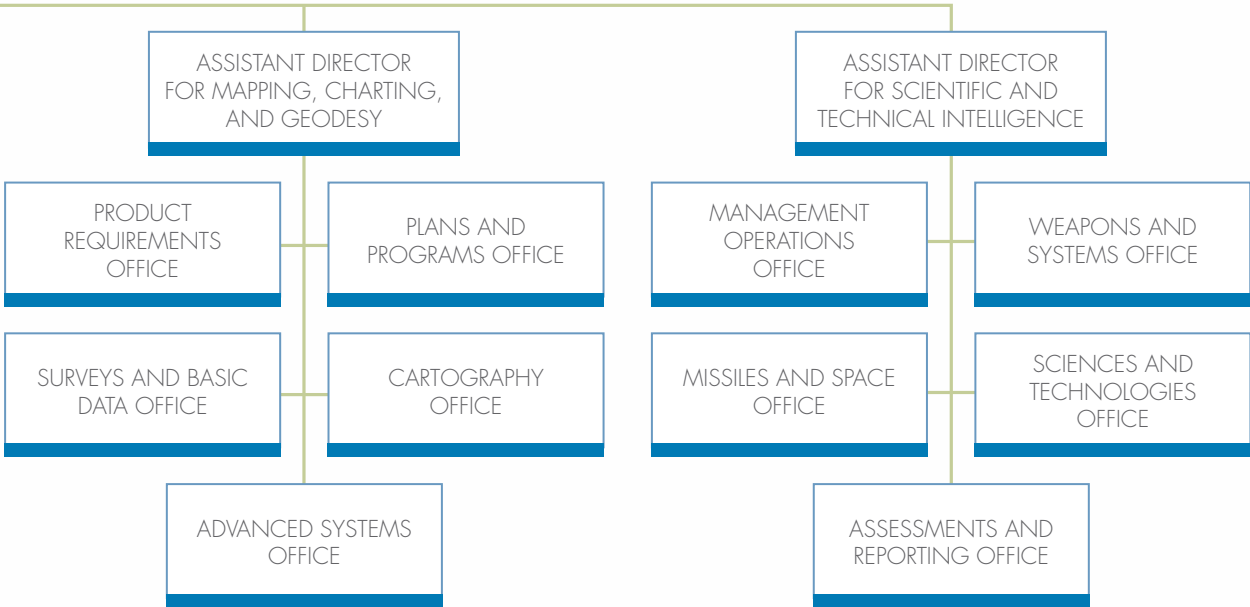 ASSISTANT DIRECTOR
FOR MAPPING, CHARTING,
AND GEODESY
ASSISTANT DIRECTOR
FOR SCIENTIFIC AND
TECHNICAL INTELLIGENCE
PRODUCT
REQUIREMENTS
OFFICE
PLANS AND
PROGRAMS OFFICE
MANAGEMENT
OPERATIONS
OFFICE
WEAPONS AND
SYSTEMS OFFICE
SURVEYS AND BASIC
DATA OFFICE
CARTOGRAPHY
OFFICE
MISSILES AND SPACE
OFFICE
SCIENCES AND
TECHNOLOGIES
OFFICE
ADVANCED SYSTEMS
OFFICE
ASSESSMENTS AND
REPORTING OFFICE